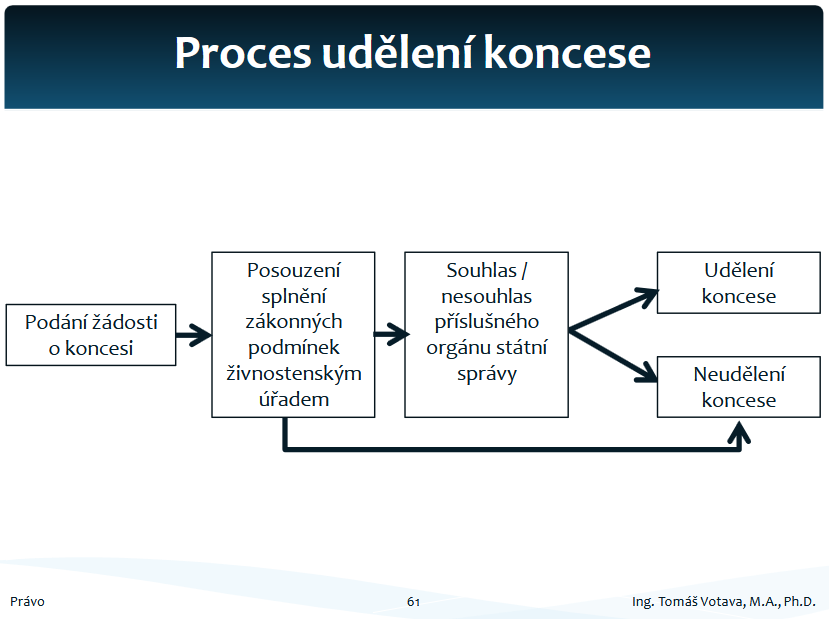 Proces udělení koncese
Podání žádosti
o koncesi
Posouzení
splnění
zákonných
podmínek
živnostenským
úřadem
Souhlas /
nesouhlas
příslušného
orgánu státní
správy
Udělení
koncese
Neudělení
koncese
Právo
61
Ing. Tomáš Votava, M.A., Ph.D.